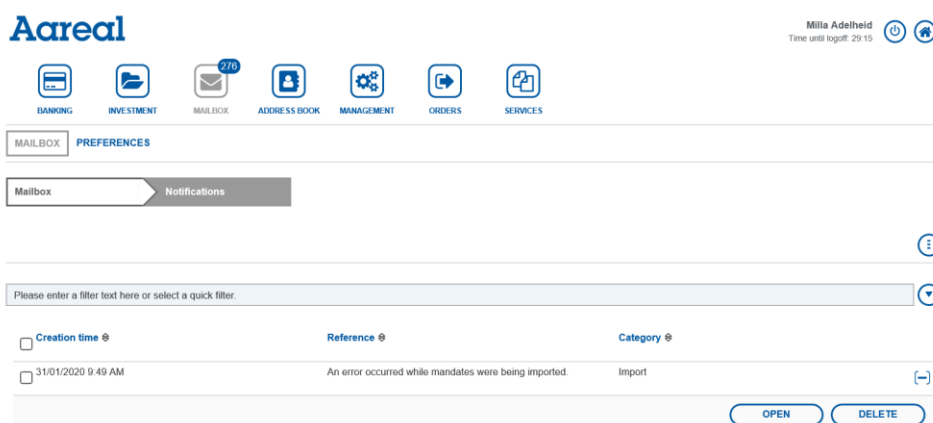 Aareal
Milla Adelheid
Time until logoff: 29:15
276
BANKING INVESTMENT MAILBOX ADDRESS BOOK MANAGEMENT ORDERS SERVICES
MAILBOX PREFERENCES
Mailbox Notifications
Please enter a filter text here or select a quick filter.
Creation time Reference Category
31/01/2020 9:49 AM An error occurred while mandates were being imported. Import
OPEN DELETE